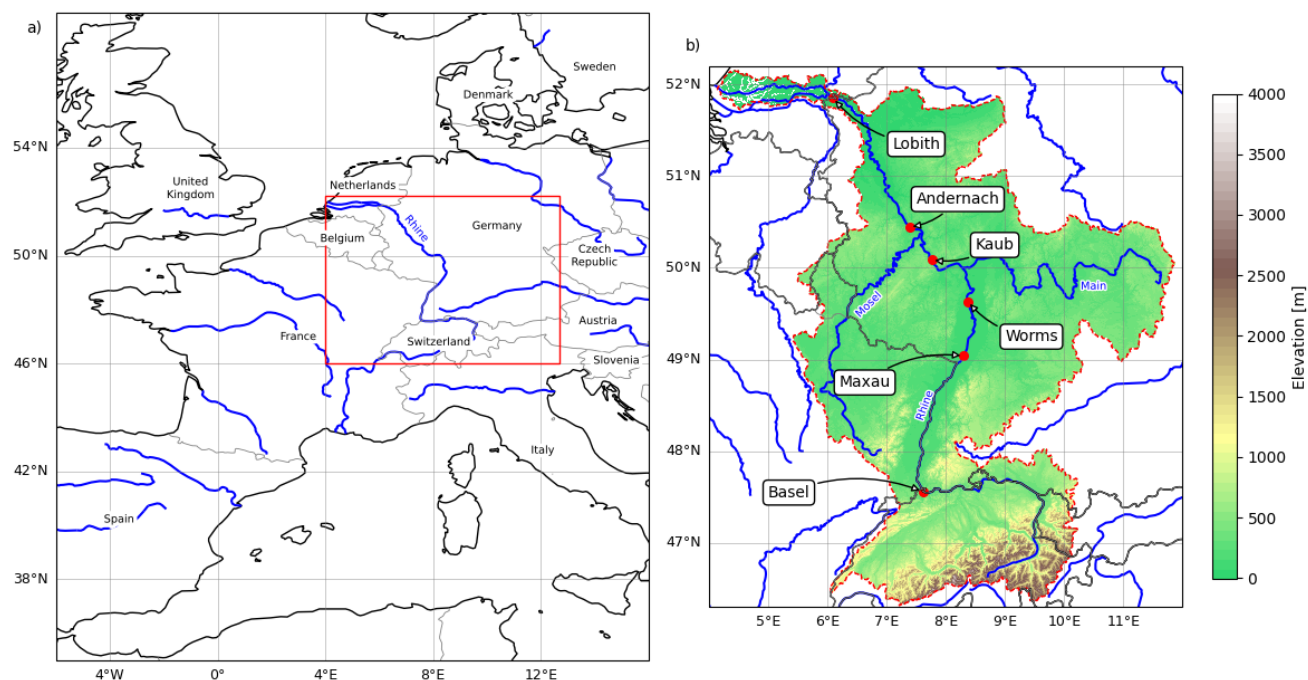 a)
Sweden
Denmark
54°N
United
Kingdom
Netherlands
Rhine
Germany
Belgium
50°N
Czech
Republic
Austria
France
Switzerland
46°N
Slovenia
42°N
Italy
Spain
38°N
4°W
0°
4°E
8°E
12°E
b)
52°N
Lobith
51°N
Andernach
Kaub
50°N
Main
Mosel
Worms
49°N
Maxau
Rhine
48°N
Basel
47°N
5°E
6°E
7°E
8°E
9°E
10°E
11°E
4000
3500
3000
2500
2000
1500
1000
500
0
Elevation [m]